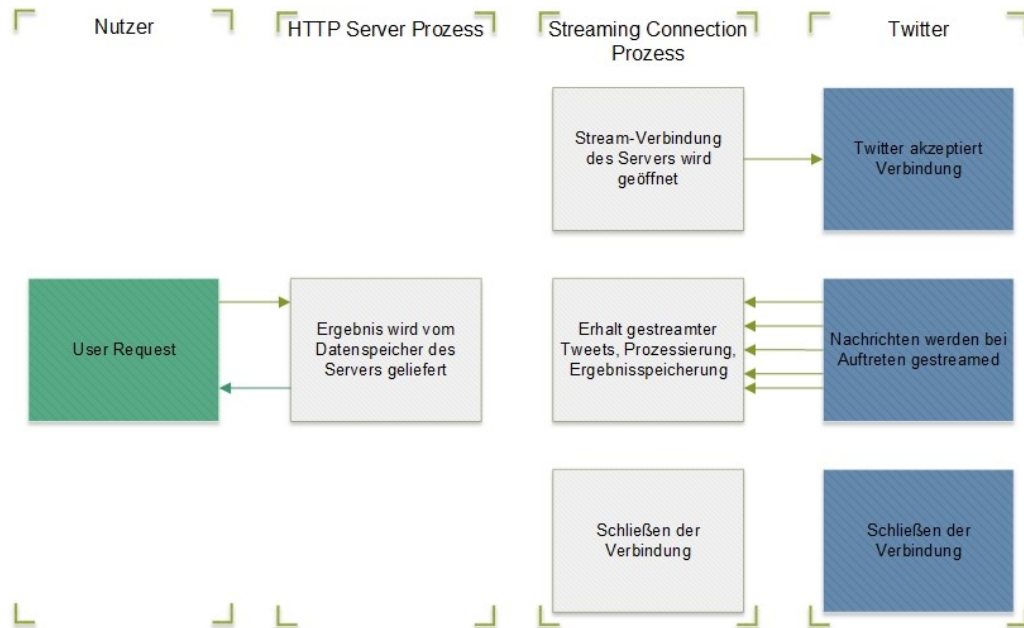 Nutzer
HTTP Server Prozess
Streaming Connection
Prozess
Twitter
Stream-Verbindung
des Servers wird
geöffnet
Twitter akzeptiert
Verbindung
User Request
Ergebnis wird vom
Datenspeicher des
Servers geliefert
Erhalt gestreamter
Tweets, Prozessierung,
Ergebnisspeicherung
Nachrichten werden bei
Auftreten gestreamed
Schließen der
Verbindung
Schließen der
Verbindung